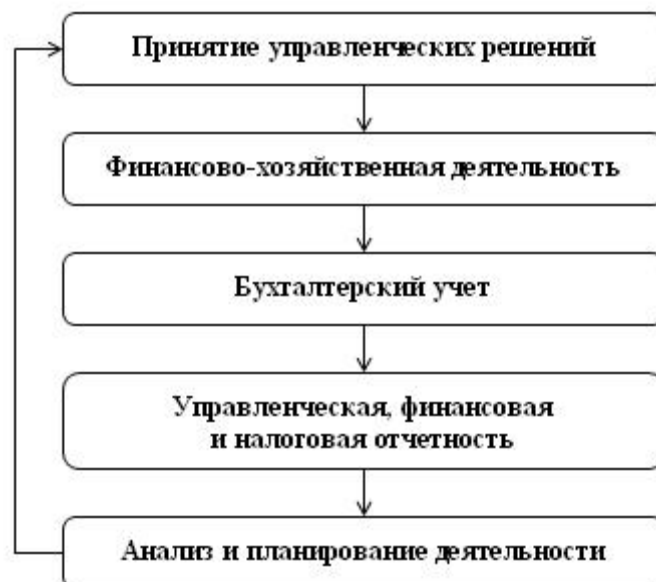 Принятие управленческих решений
Финансово-хозяйственная деятельность
Бухгалтерский учет
Управленческая, финансовая
и налоговая отчетность
Анализ и планирование деятельности